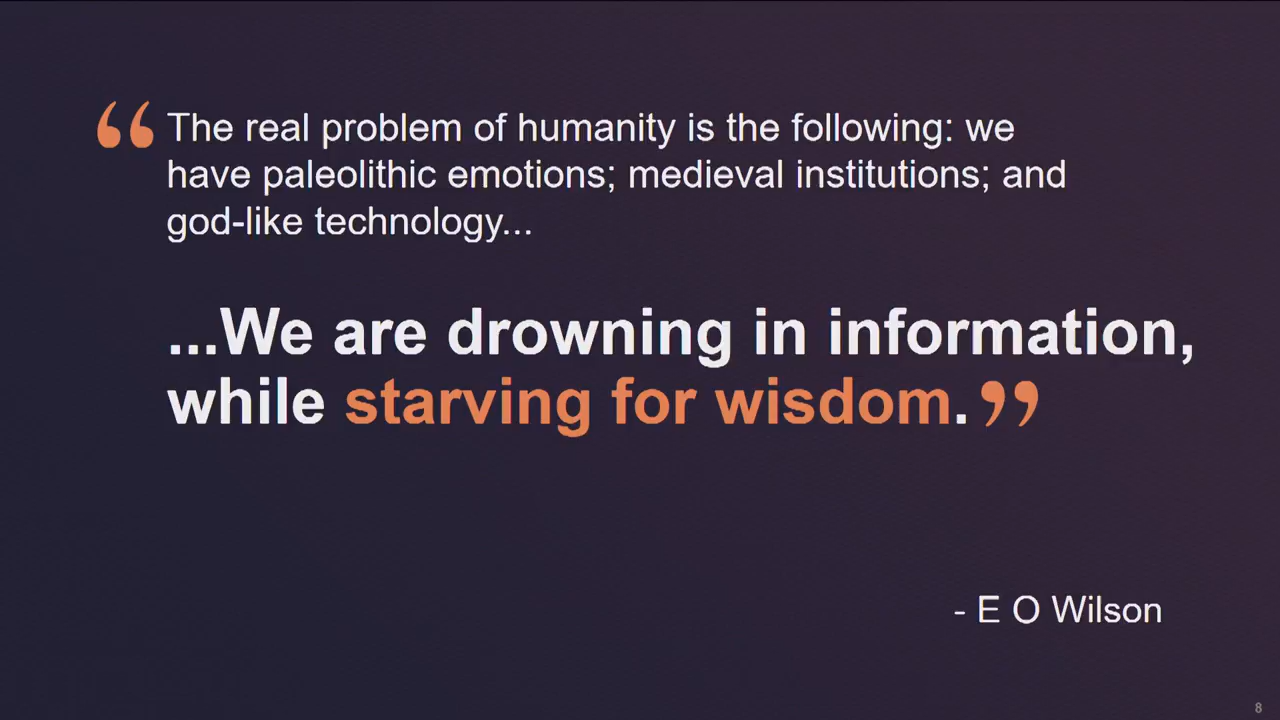 “The real problem of humanity is the following: we
have paleolithic emotions; medieval institutions; and
god-like technology...
...We are drowning in information,
while starving for wisdom.”
- E O Wilson
8